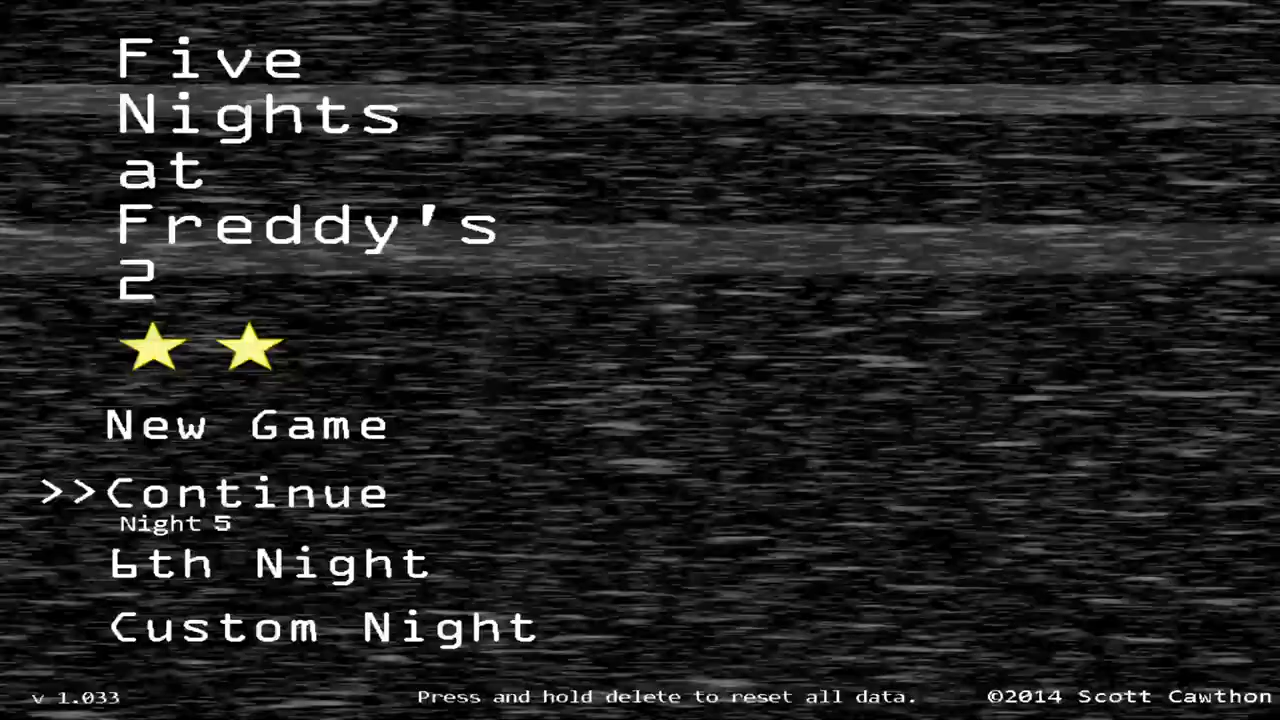 Five
Nights
at
Freddy's
2
New Game
>>Continue
Night 5
6th Night
Custom Night
v 1.033
Press and hold delete to reset all data.
©2014 Scott Cawthon